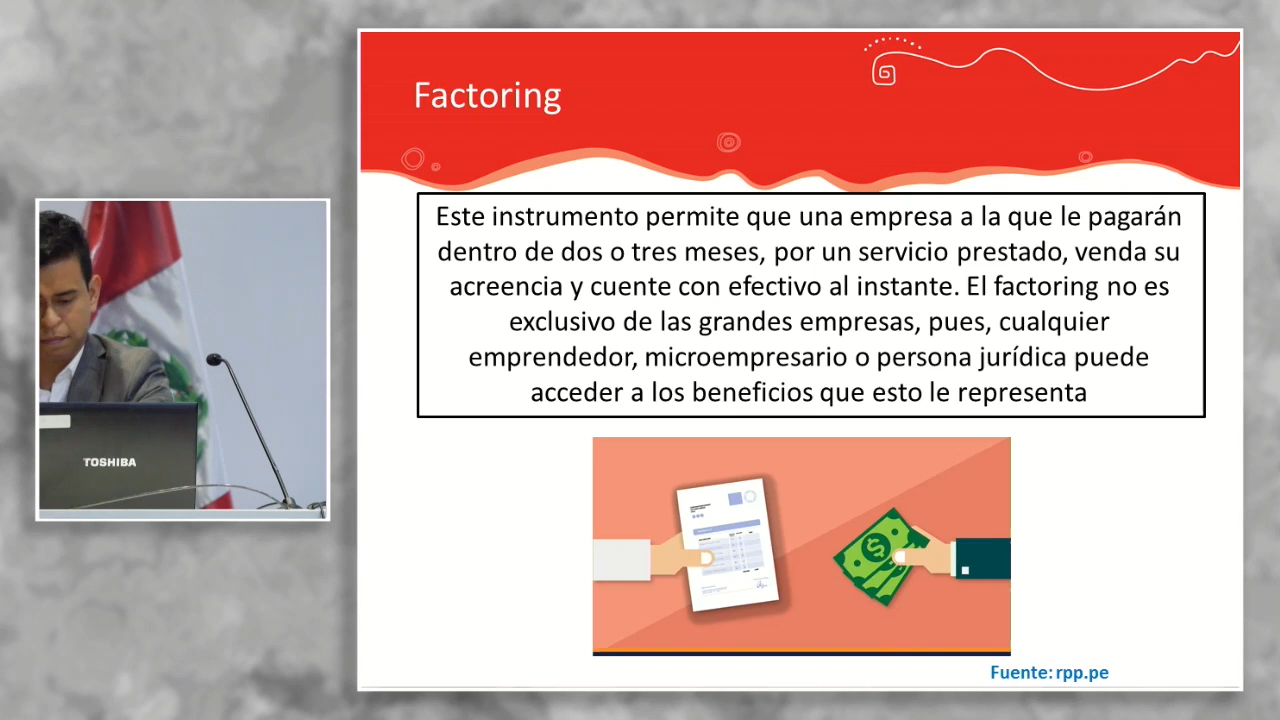 Factoring
Este instrumento permite que una empresa a la que le pagarán
dentro de dos o tres meses, por un servicio prestado, venda su
acreencia y cuente con efectivo al instante. El factoring no es
exclusivo de las grandes empresas, pues, cualquier
emprendedor, microempresario o persona jurídica puede
acceder a los beneficios que esto le representa
TOSHIBA
Fuente: rpp.pe